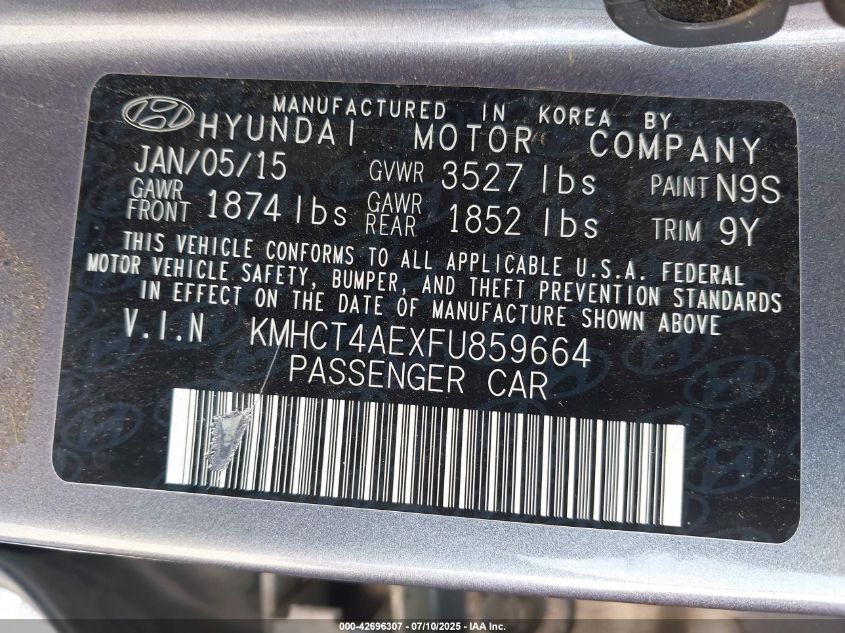 MANUFACTURED IN KOREA BY
HYUNDAI MOTOR COMPANY
JAN/05/15 GVWR 3527 lbs PAINT N9S
GAWR FRONT 1874 lbs GAWR REAR 1852 lbs TRIM 9Y
THIS VEHICLE CONFORMS TO ALL APPLICABLE U.S.A. FEDERAL
MOTOR VEHICLE SAFETY, BUMPER, AND THEFT PREVENTION STANDARDS
IN EFFECT ON THE DATE OF MANUFACTURE SHOWN ABOVE
V.I.N KMHCT4AEXFU859664
PASSENGER CAR
000-42696307 - 07/10/2025 - IAA Inc.